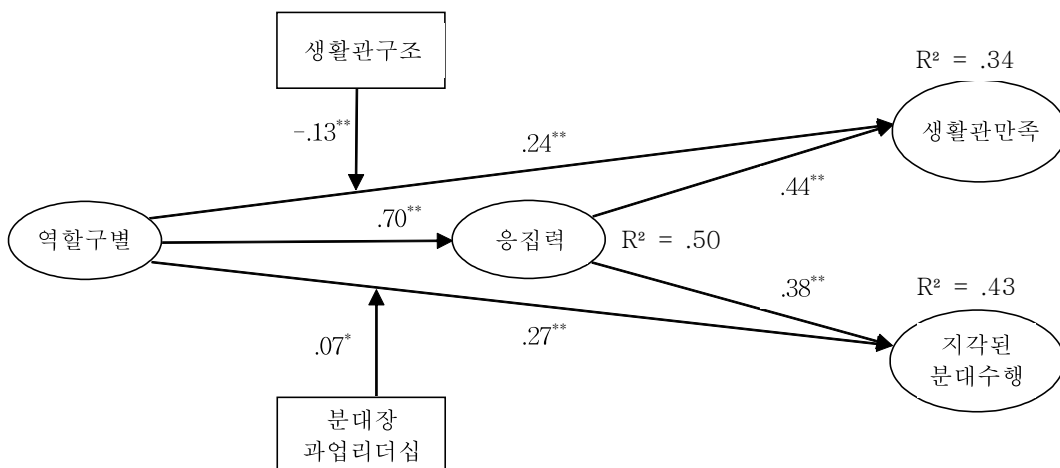 생활관구조
R² = .34
-.13**
.24**
생활관만족
.44**
.70**
역할구별
응집력
R² = .50
.38**
R² = .43
.07*
.27**
지각된
분대수행
분대장
과업리더십